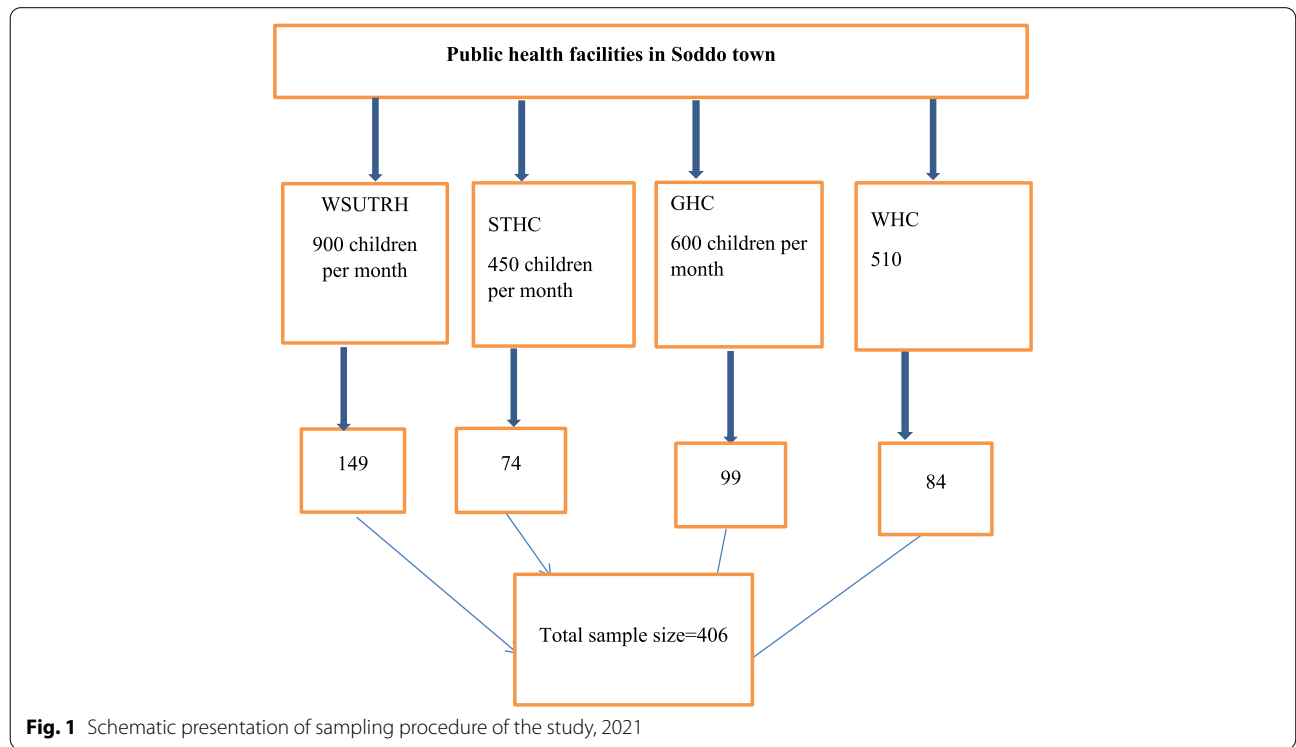 Public health facilities in Soddo town
WSUTRH
900 children
per month
STHC
450 children
per month
GHC
600 children per
month
WHC
510
149
74
99
84
Total sample size=406
Fig. 1 Schematic presentation of sampling procedure of the study, 2021